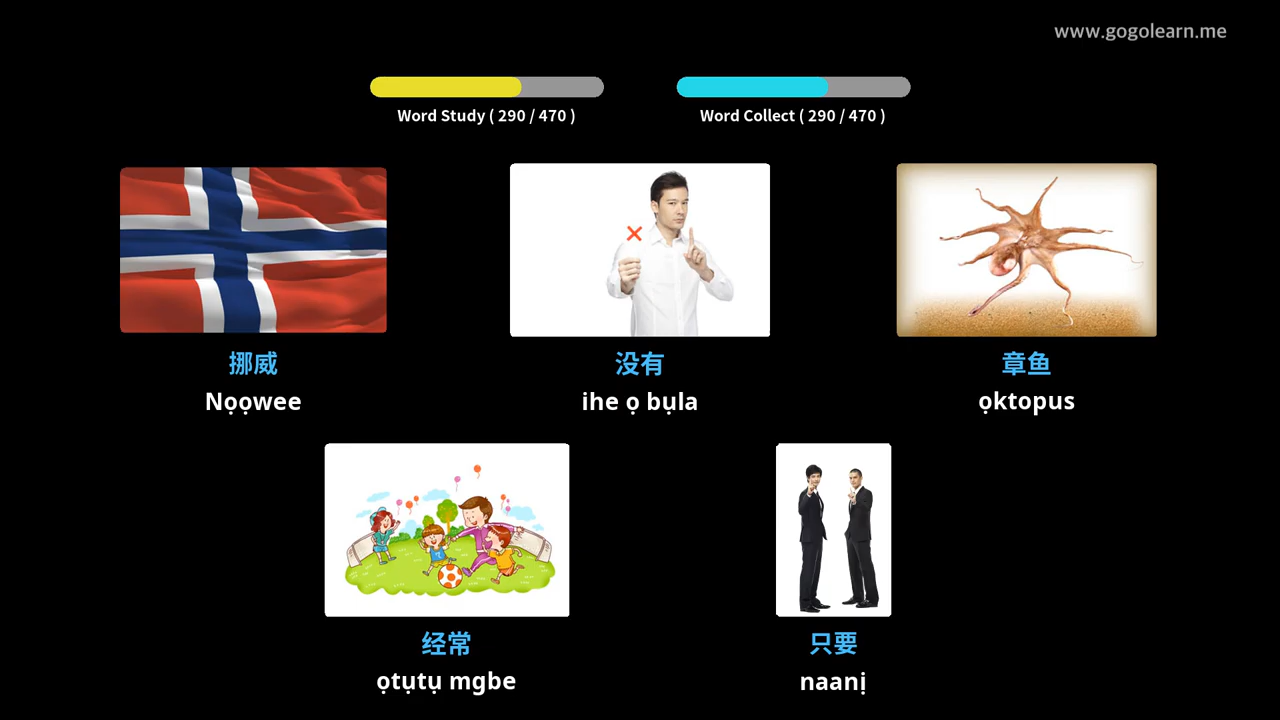 www.gogolearn.me
Word Study ( 290 / 470 )
Word Collect ( 290 / 470 )
挪威
Nọọwee
没有
ihe ọ bụla
章鱼
ọktopus
经常
ọtụtụ mgbe
只要
naanị